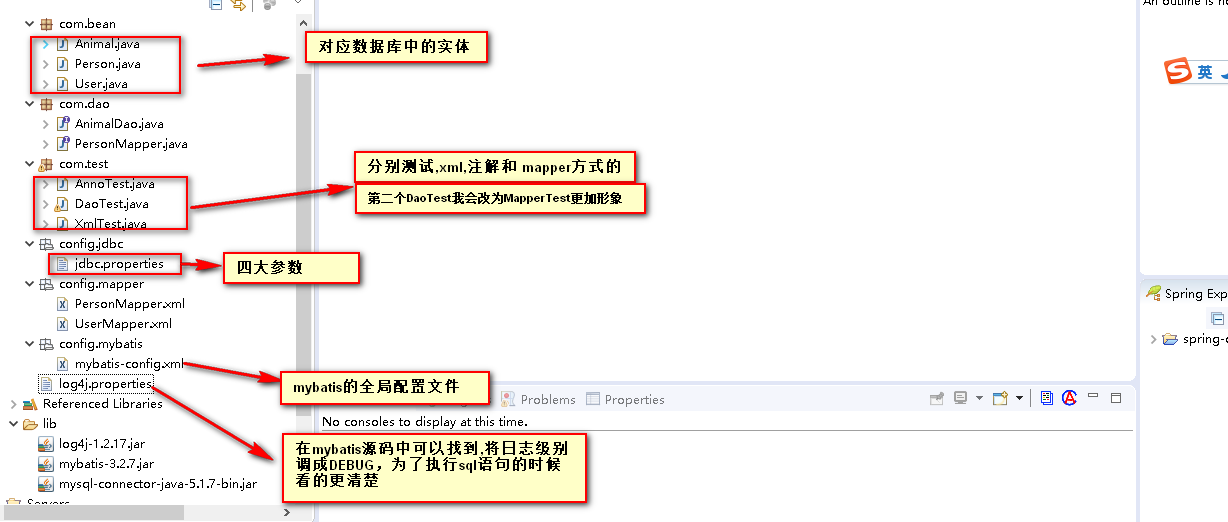 An outline is n
com.bean
Animal.java
Person.java
User.java
对应数据库中的实体
com.dao
AnimalDao.java
PersonMapper.java
com.test
AnnoTest.java
DaoTest.java
XmlTest.java
分别测试,xml,注解和 mapper方式的
第二个DaoTest我会改为MapperTest更加形象
英
config.jdbc
jdbc.properties
四大参数
config.mapper
PersonMapper.xml
UserMapper.xml
config.mybatis
mybatis-config.xml
mybatis的全局配置文件
log4j.properties
Referenced Libraries
lib
log4j-1.2.17.jar
mybatis-3.2.7.jar
mysql-connector-java-5.1.7-bin.jar
Servers
在mybatis源码中可以找到,将日志级别
调成DEBUG，为了执行sql语句的时候
看的更清楚
Problems
Properties
No consoles to display at this time.
Spring Exp
spring-